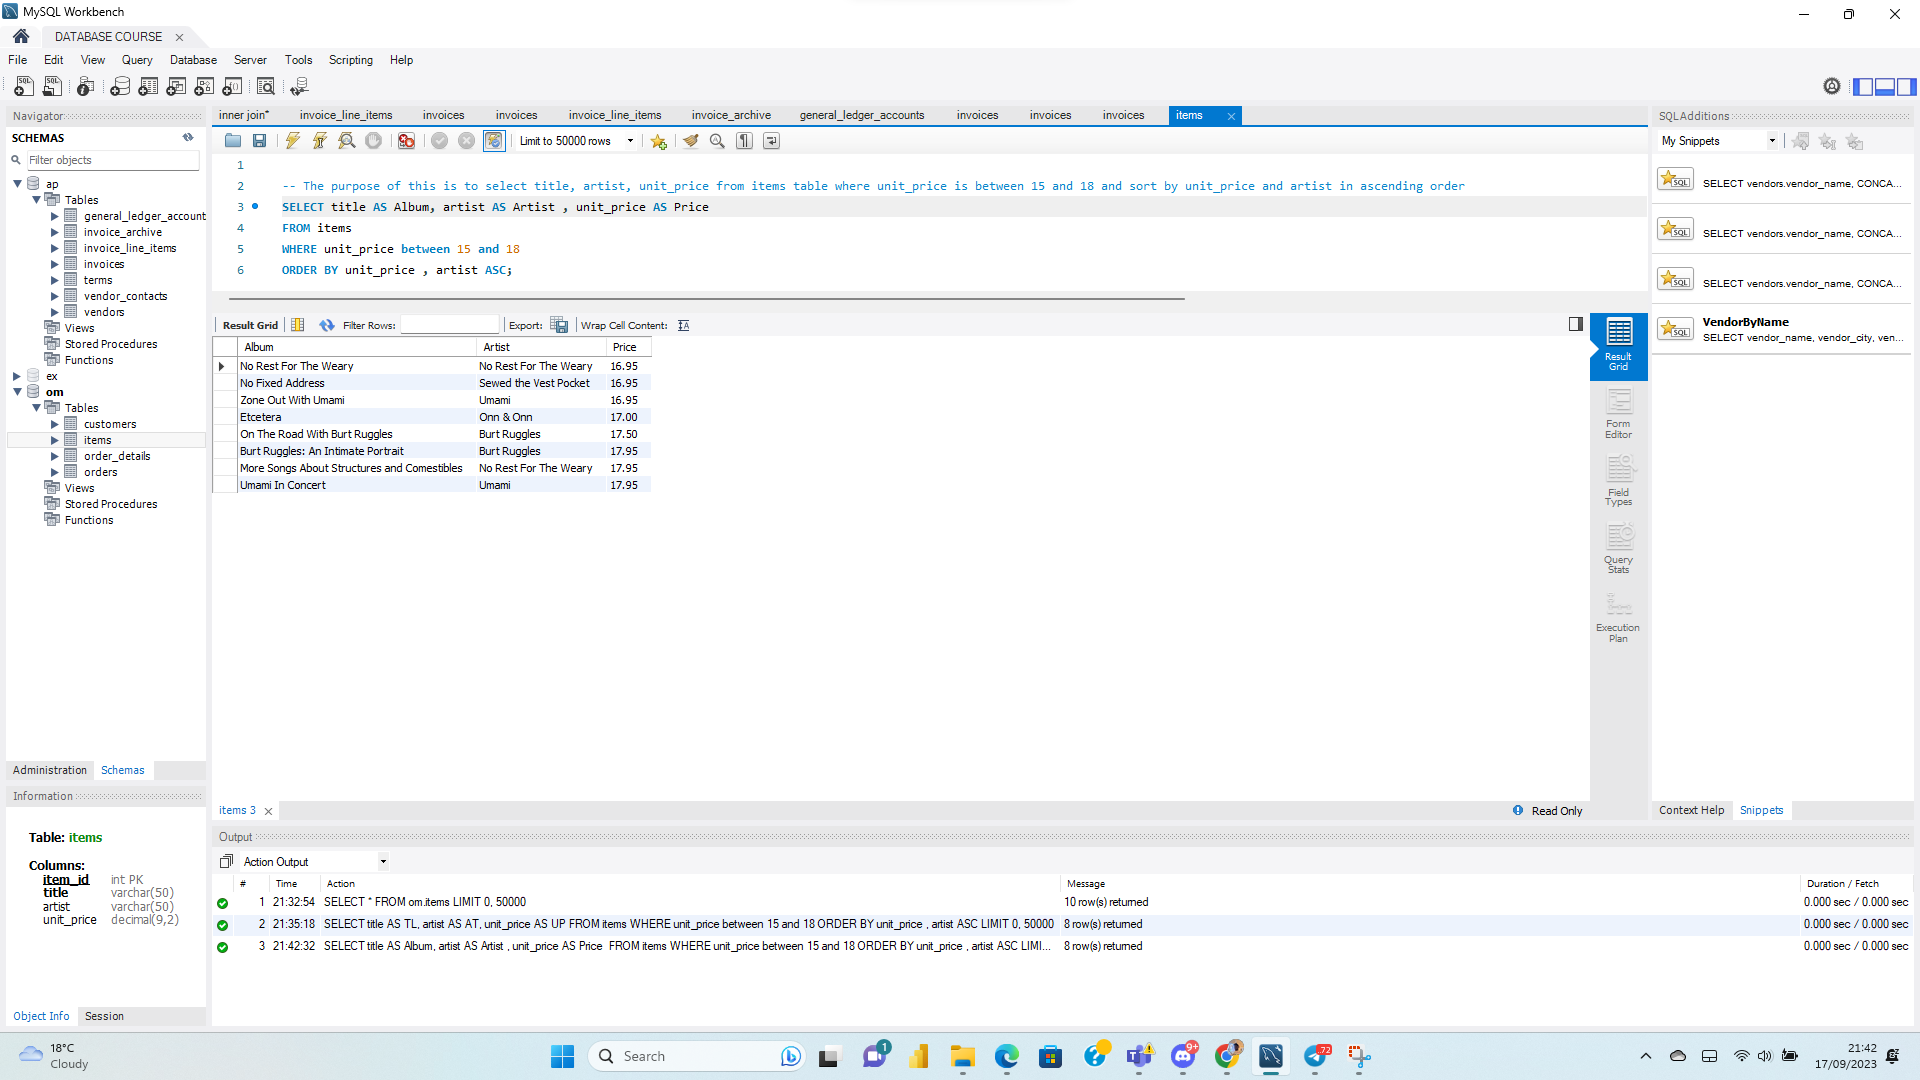 MySQL Workbench
DATABASE COURSE
File Edit View Query Database Server Tools Scripting Help
Navigator
SCHEMAS
Filter objects
ap
Tables
general_ledger_account
invoice_archive
invoice_line_items
invoices
terms
vendor_contacts
vendors
Views
Stored Procedures
Functions
ex
om
Tables
customers
items
order_details
orders
Views
Stored Procedures
Functions
Administration Schemas
Information
Table: items
Columns:
item_id int PK
title varchar(50)
artist varchar(50)
unit_price decimal(9,2)
Object Info Session
inner join* invoice_line_items invoices invoices invoice_line_items invoice_archive general_ledger_accounts invoices invoices invoices items
Limit to 50000 rows
1
2 -- The purpose of this is to select title, artist, unit_price from items table where unit_price is between 15 and 18 and sort by unit_price and artist in ascending order
3 SELECT title AS Album, artist AS Artist , unit_price AS Price
4 FROM items
5 WHERE unit_price between 15 and 18
6 ORDER BY unit_price , artist ASC;
Result Grid Filter Rows: Export: Wrap Cell Content:
Album Artist Price
No Rest For The Weary No Rest For The Weary 16.95
No Fixed Address Sewed the Vest Pocket 16.95
Zone Out With Umami Umami 16.95
Etcetera Onn & Onn 17.00
On The Road With Burt Ruggles Burt Ruggles 17.50
Burt Ruggles: An Intimate Portrait Burt Ruggles 17.95
More Songs About Structures and Comestibles No Rest For The Weary 17.95
Umami In Concert Umami 17.95
Result
Grid
Form
Editor
Field
Types
Query
Stats
Execution
Plan
items 3
Read Only
SQLAdditions
My Snippets
SQL SELECT vendors.vendor_name, CONCA...
SQL SELECT vendors.vendor_name, CONCA...
SQL SELECT vendors.vendor_name, CONCA...
VendorByName
SQL SELECT vendor_name, vendor_city, ven...
Context Help Snippets
Output
Action Output
# Time Action Message Duration / Fetch
1 21:32:54 SELECT * FROM om.items LIMIT 0, 50000 10 row(s) returned 0.000 sec / 0.000 sec
2 21:35:18 SELECT title AS TL, artist AS AT, unit_price AS UP FROM items WHERE unit_price between 15 and 18 ORDER BY unit_price , artist ASC LIMIT 0, 50000 8 row(s) returned 0.000 sec / 0.000 sec
3 21:42:32 SELECT title AS Album, artist AS Artist , unit_price AS Price FROM items WHERE unit_price between 15 and 18 ORDER BY unit_price , artist ASC LIMI... 8 row(s) returned 0.000 sec / 0.000 sec
18°C
Cloudy
Search
1
9+
72
21:42
17/09/2023